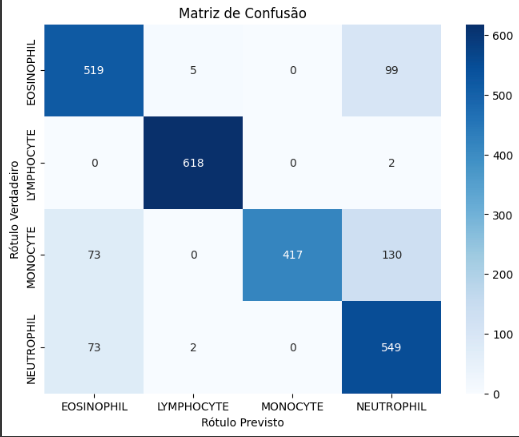 Matriz de Confusão
EOSINOPHIL 519 5 0 99
LYMPHOCYTE 0 618 0 2
MONOCYTE 73 0 417 130
NEUTROPHIL 73 2 0 549
EOSINOPHIL LYMPHOCYTE MONOCYTE NEUTROPHIL
Rótulo Previsto
Rótulo Verdadeiro
600
500
400
300
200
100
0